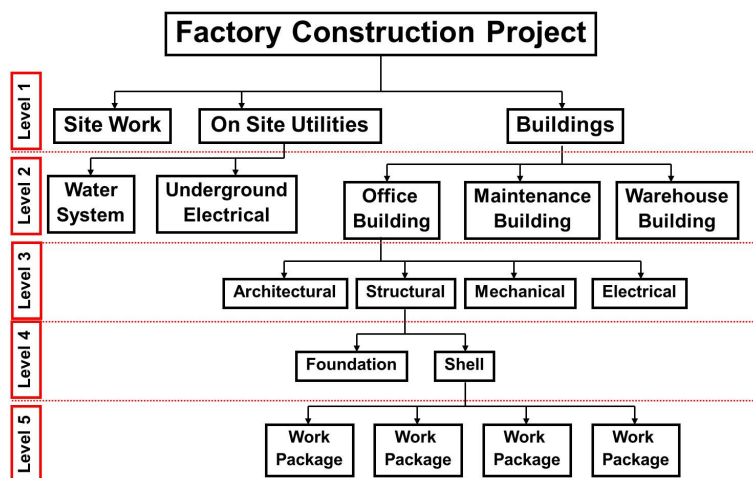 Factory Construction Project
Level 1
Site Work
On Site Utilities
Buildings
Level 2
Water
System
Underground
Electrical
Office
Building
Maintenance
Building
Warehouse
Building
Level 3
Architectural
Structural
Mechanical
Electrical
Level 4
Foundation
Shell
Level 5
Work
Package
Work
Package
Work
Package
Work
Package